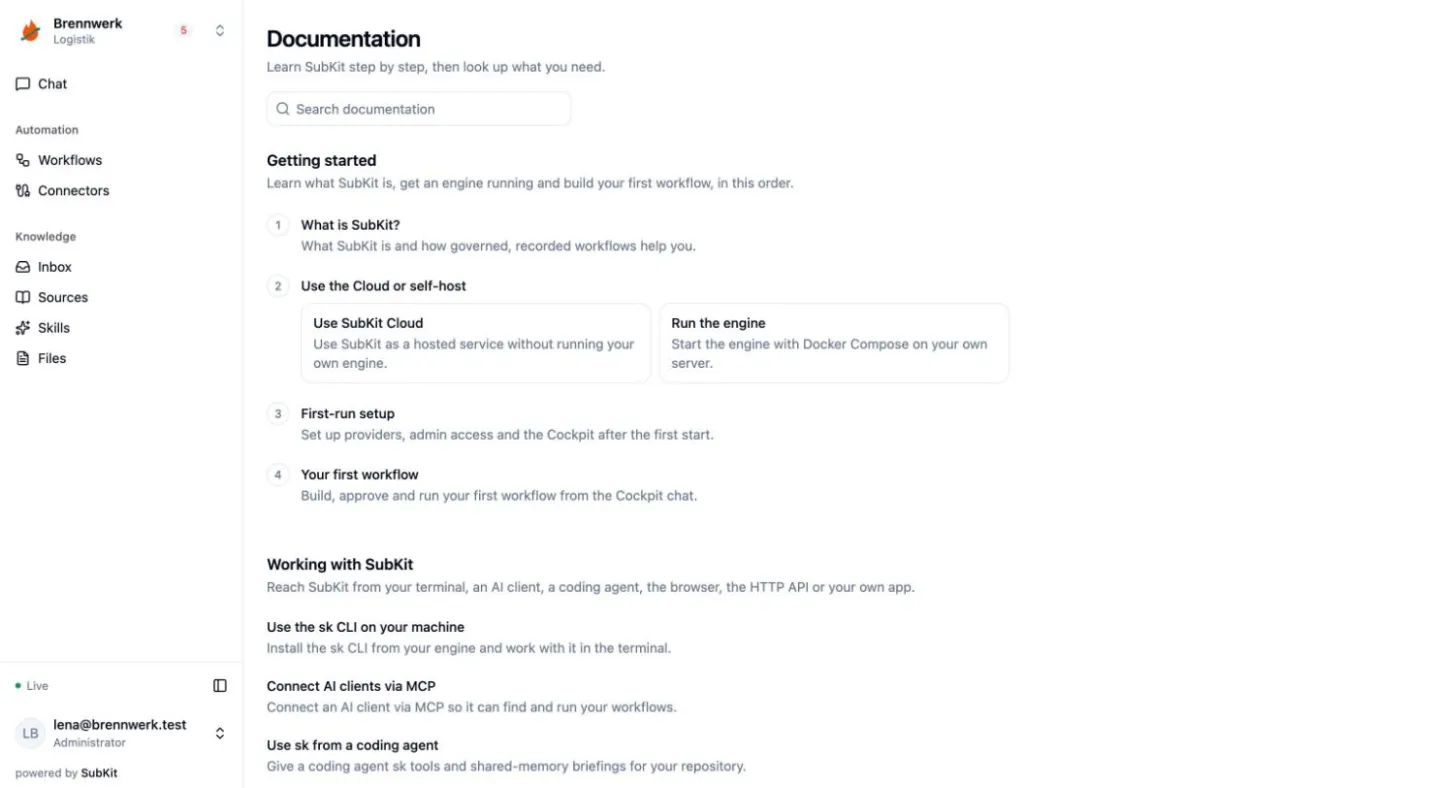 Brennwerk
Logistik
5
Chat
Automation
Workflows
Connectors
Knowledge
Inbox
Sources
Skills
Files
Live
LB
lena@brennwerk.test
Administrator
powered by SubKit
Documentation
Learn SubKit step by step, then look up what you need.
Search documentation
Getting started
Learn what SubKit is, get an engine running and build your first workflow, in this order.
1
What is SubKit?
What SubKit is and how governed, recorded workflows help you.
2
Use the Cloud or self-host
Use SubKit Cloud
Use SubKit as a hosted service without running your
own engine.
Run the engine
Start the engine with Docker Compose on your own
server.
3
First-run setup
Set up providers, admin access and the Cockpit after the first start.
4
Your first workflow
Build, approve and run your first workflow from the Cockpit chat.
Working with SubKit
Reach SubKit from your terminal, an AI client, a coding agent, the browser, the HTTP API or your own app.
Use the sk CLI on your machine
Install the sk CLI from your engine and work with it in the terminal.
Connect AI clients via MCP
Connect an AI client via MCP so it can find and run your workflows.
Use sk from a coding agent
Give a coding agent sk tools and shared-memory briefings for your repository.